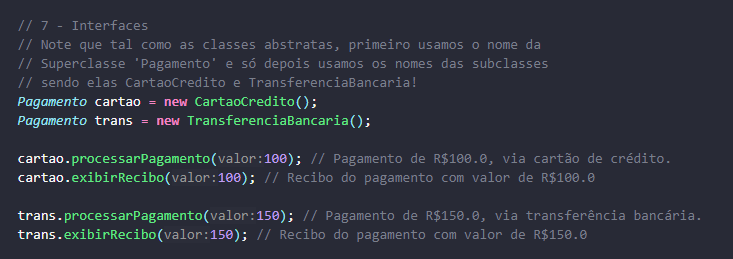 // 7 - Interfaces
// Note que tal como as classes abstratas, primeiro usamos o nome da
// Superclasse 'Pagamento' e só depois usamos os nomes das subclasses
// sendo elas CartaoCredito e TransferenciaBancaria!
Pagamento cartao = new CartaoCredito();
Pagamento trans = new TransferenciaBancaria();
cartao.processarPagamento(valor:100); // Pagamento de R$100.0, via cartão de crédito.
cartao.exibirRecibo(valor:100); // Recibo do pagamento com valor de R$100.0
trans.processarPagamento(valor:150); // Pagamento de R$150.0, via transferência bancária.
trans.exibirRecibo(valor:150); // Recibo do pagamento com valor de R$150.0